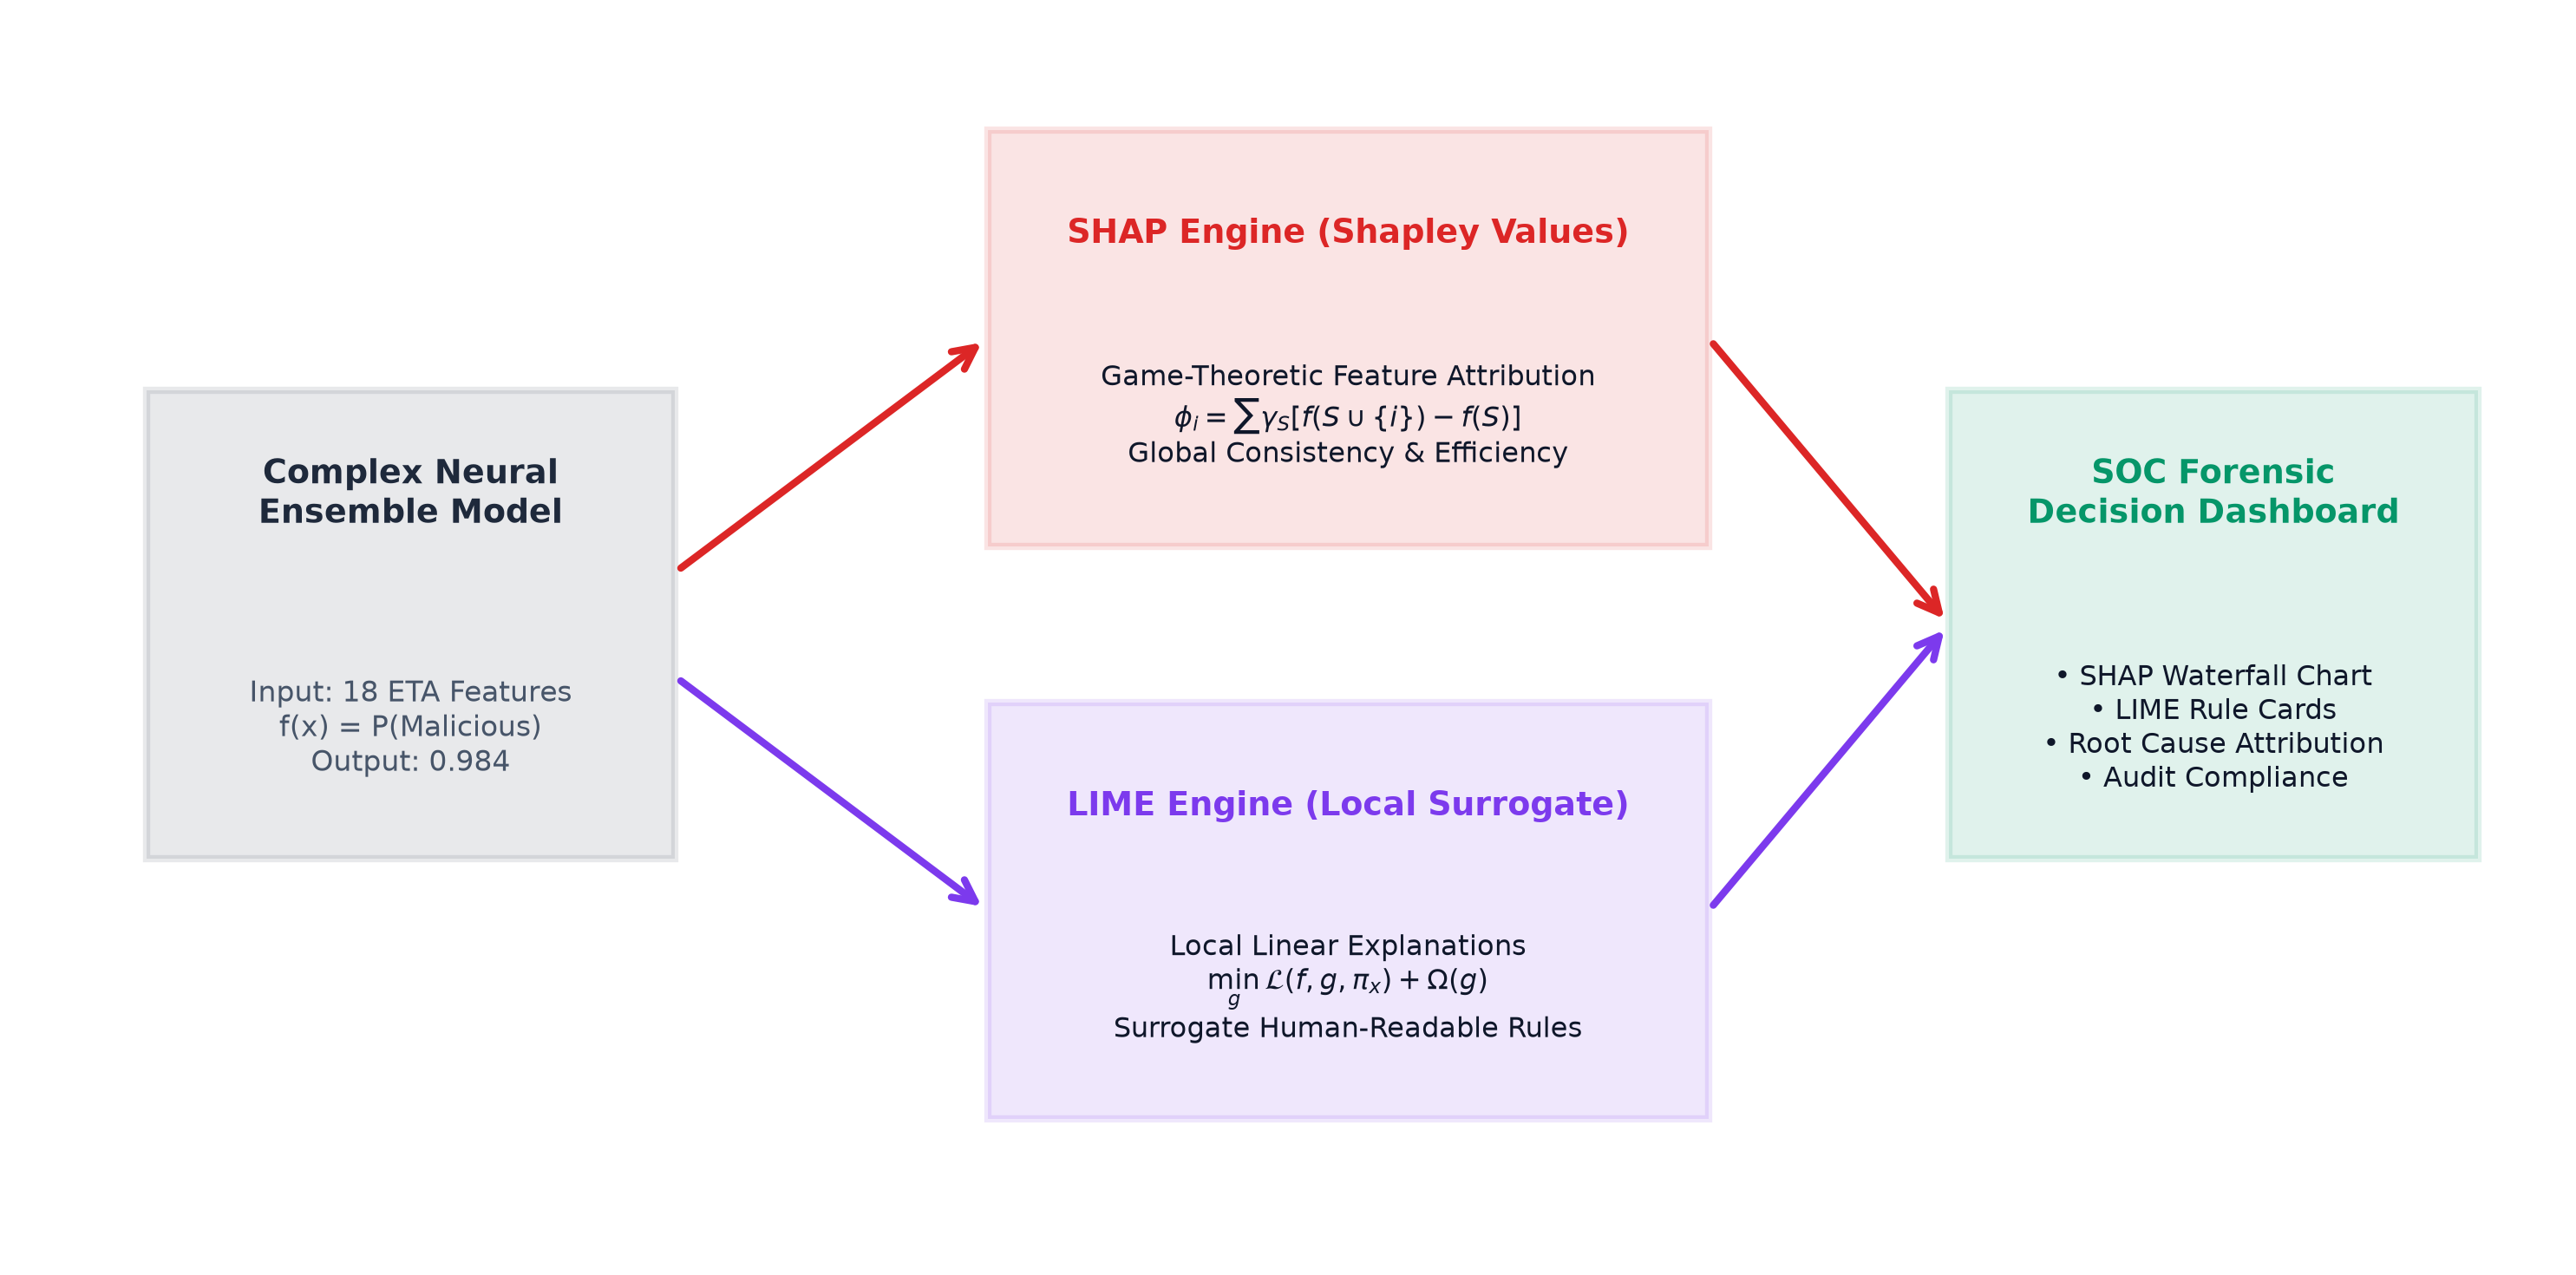 Complex Neural
Ensemble Model
Input: 18 ETA Features
f(x) = P(Malicious)
Output: 0.984
SHAP Engine (Shapley Values)
Game-Theoretic Feature Attribution
ϕᵢ = ∑ γ_S[f(S ∪ {i}) − f(S)]
Global Consistency & Efficiency
LIME Engine (Local Surrogate)
Local Linear Explanations
min_g ℒ(f, g, πₓ) + Ω(g)
Surrogate Human-Readable Rules
SOC Forensic
Decision Dashboard
• SHAP Waterfall Chart
• LIME Rule Cards
• Root Cause Attribution
• Audit Compliance